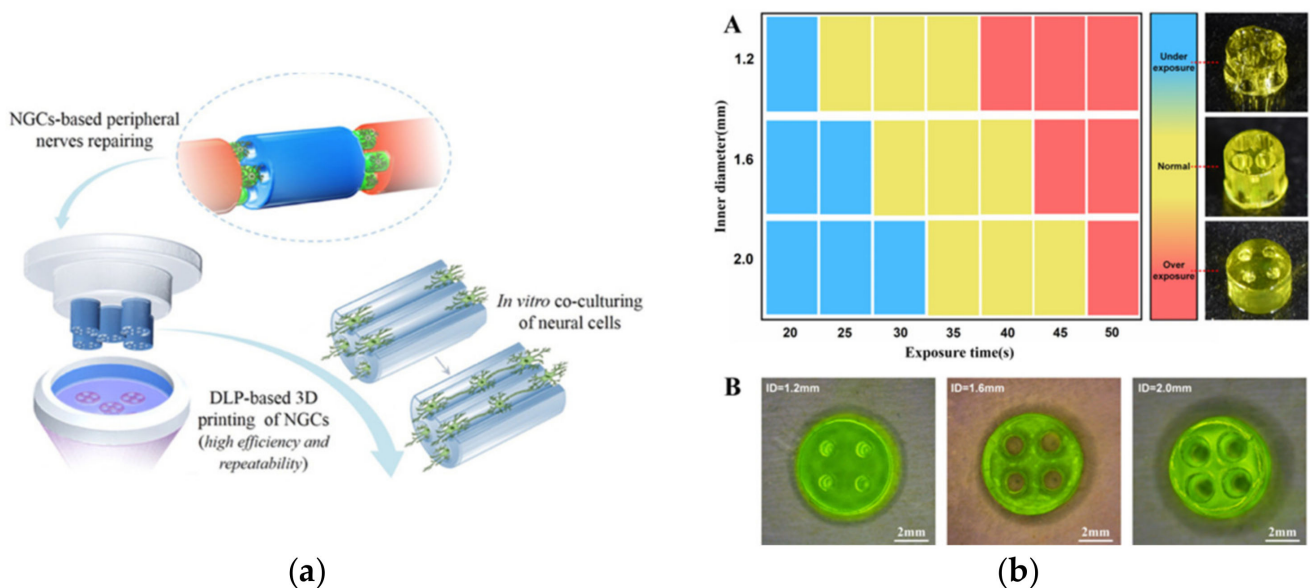 NGCs-based peripheral
nerves repairing
In vitro co-culturing
of neural cells
DLP-based 3D
printing of NGCs
(high efficiency and
repeatability)
(a)
A
Inner diameter(mm)
1.2
1.6
2.0
20 25 30 35 40 45 50
Exposure time(s)
Under
exposure
Normal
Over
exposure
B
ID=1.2mm
2mm
ID=1.6mm
2mm
ID=2.0mm
2mm
(b)